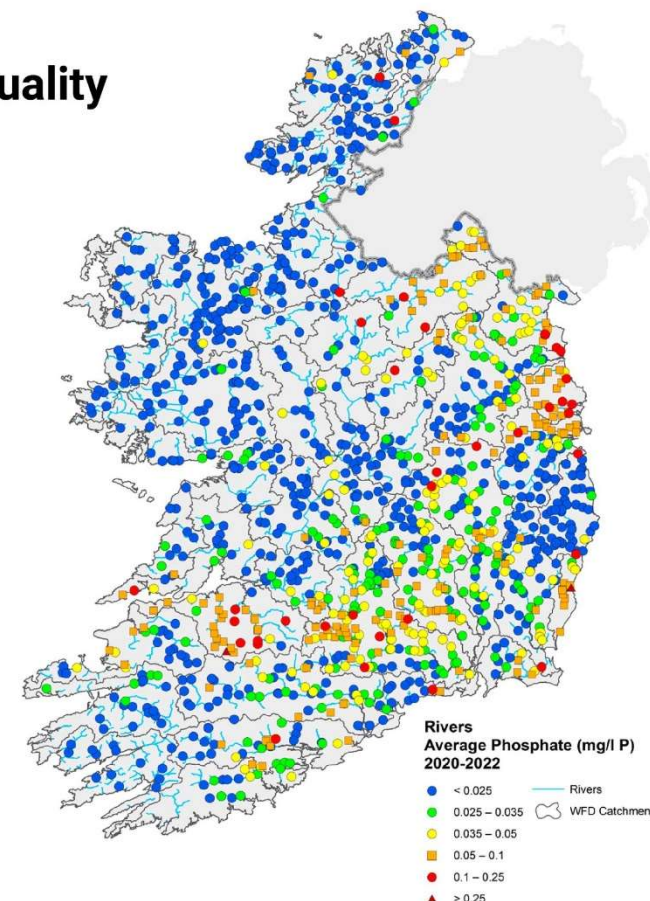 uality
Rivers
Average Phosphate (mg/l P)
2020-2022
< 0.025
0.025 – 0.035
0.035 – 0.05
0.05 – 0.1
0.1 – 0.25
> 0.25
Rivers
WFD Catchmen